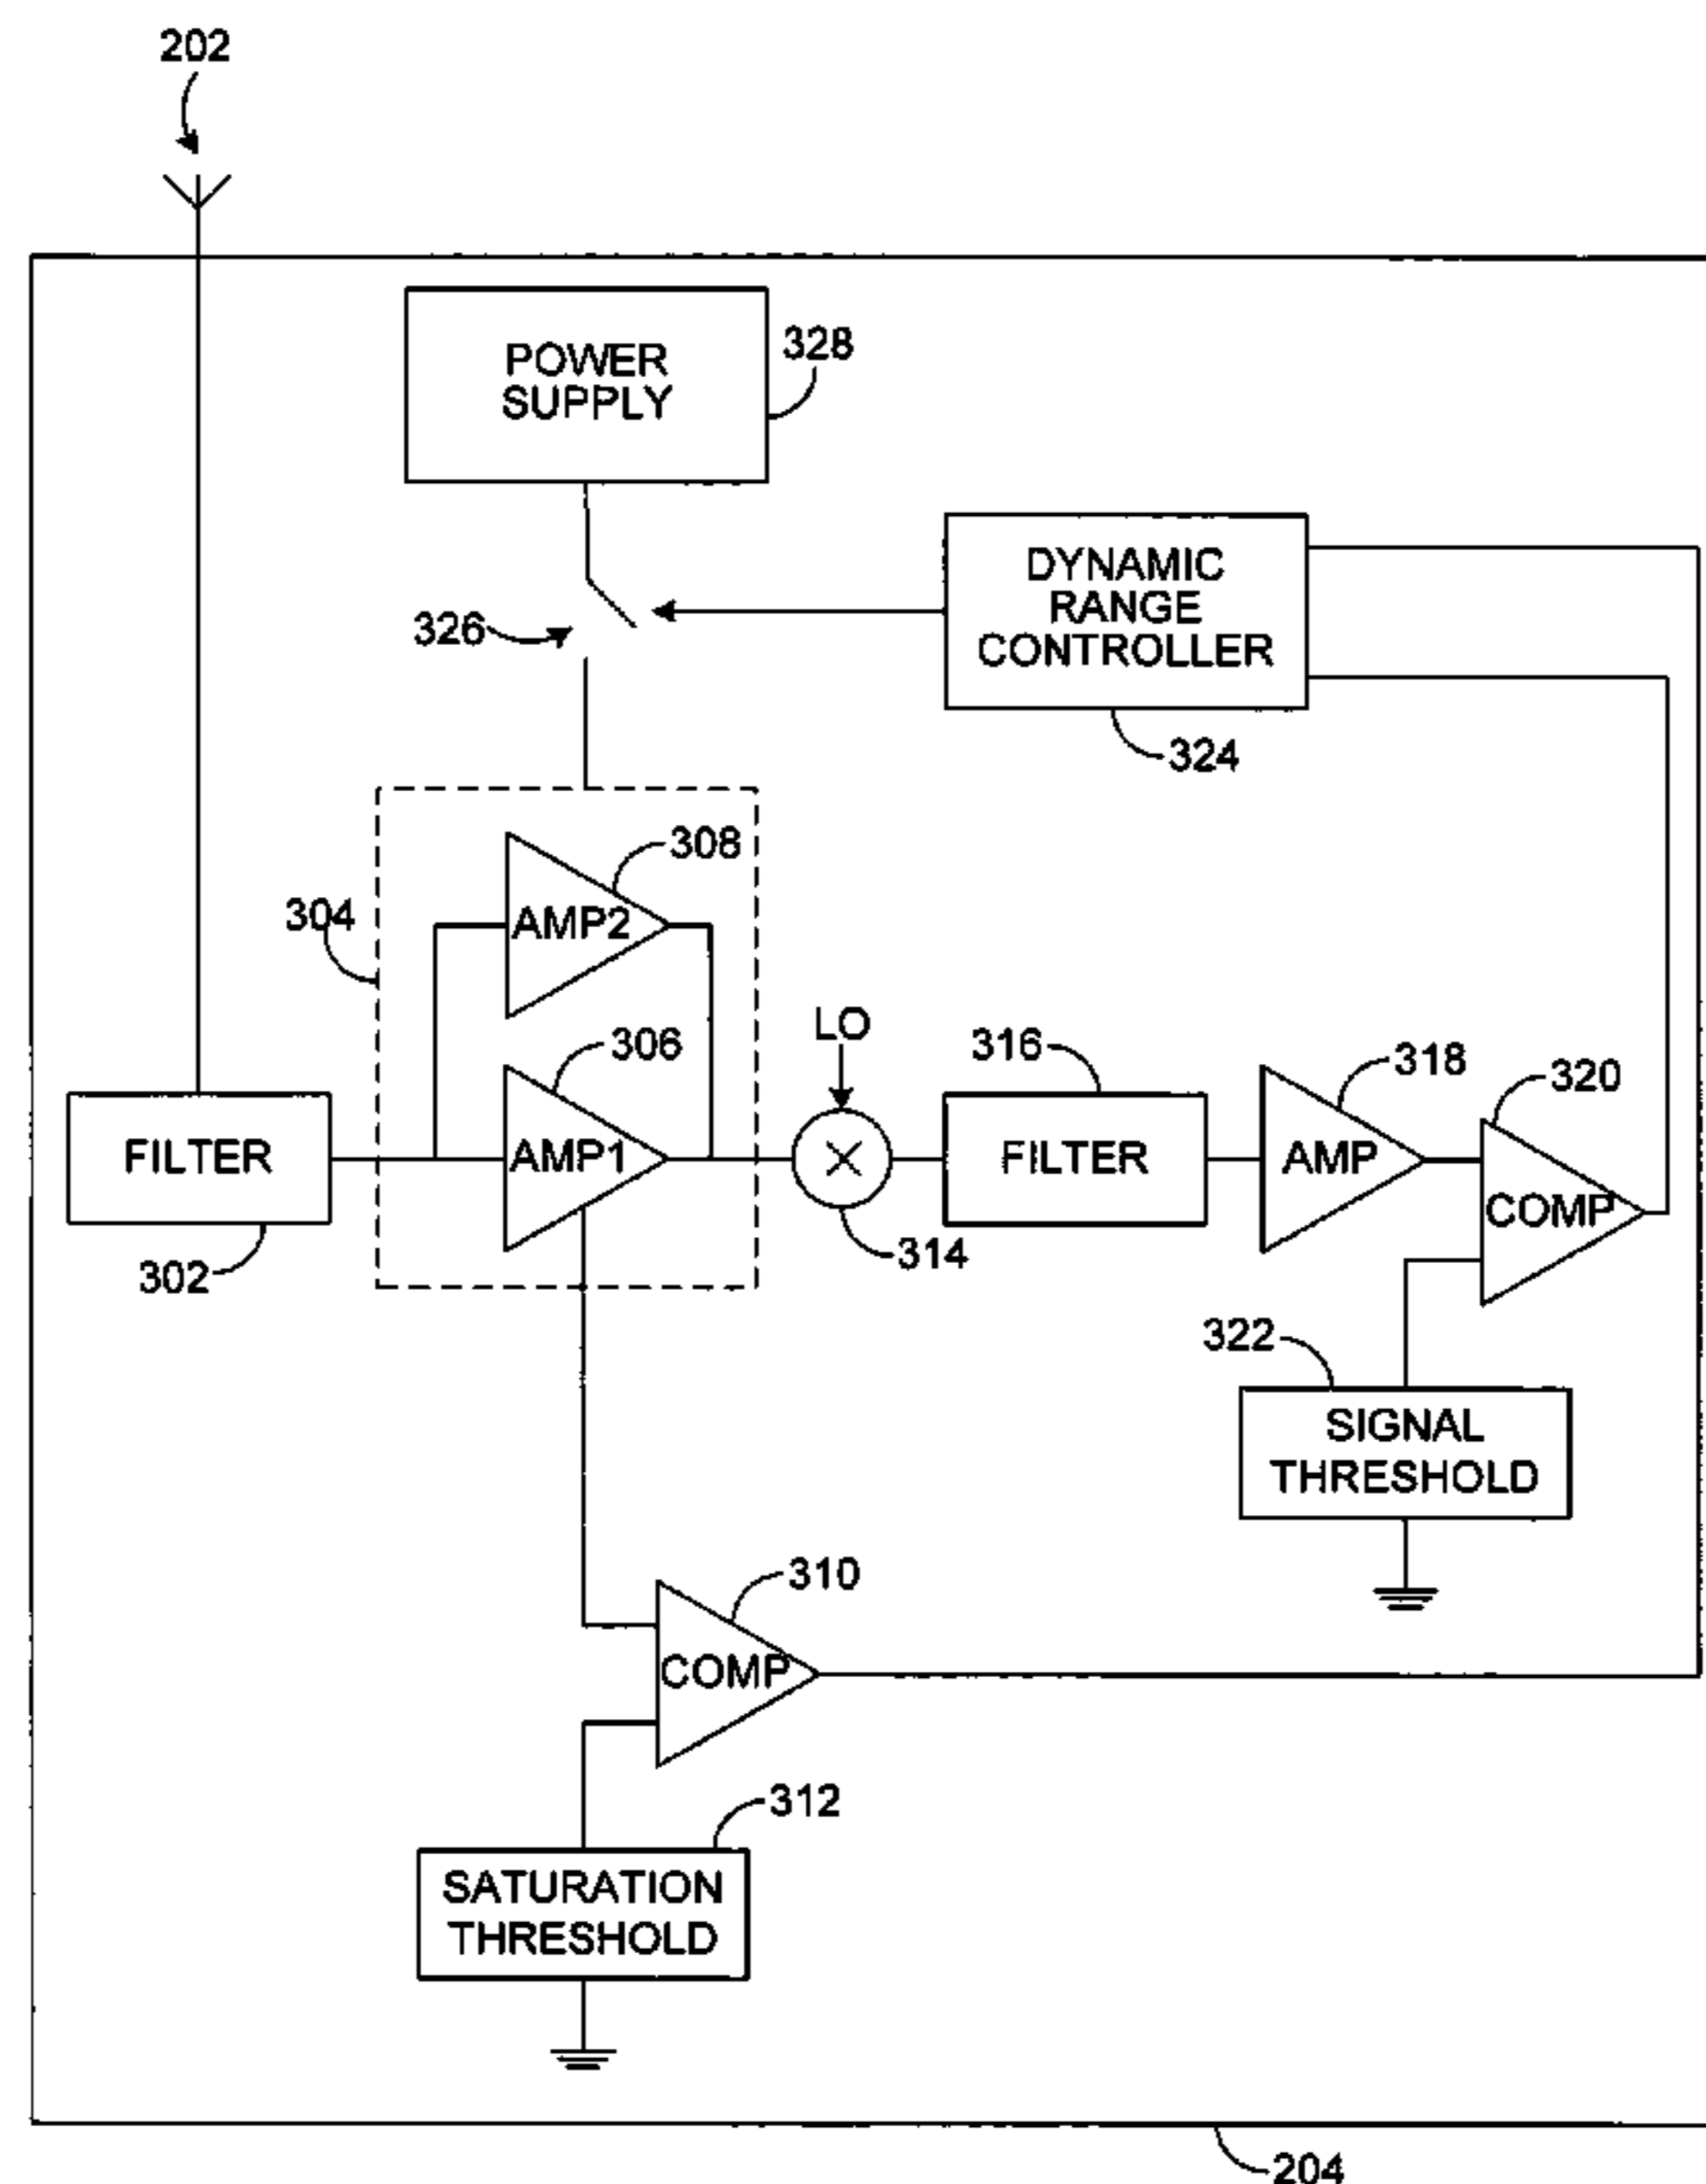 202
POWER
SUPPLY
328
DYNAMIC
RANGE
CONTROLLER
326
324
308
AMP2
304
306
LO
316
318
320
FILTER
AMP1
FILTER
AMP
COMP
302
314
322
SIGNAL
THRESHOLD
310
COMP
312
SATURATION
THRESHOLD
204